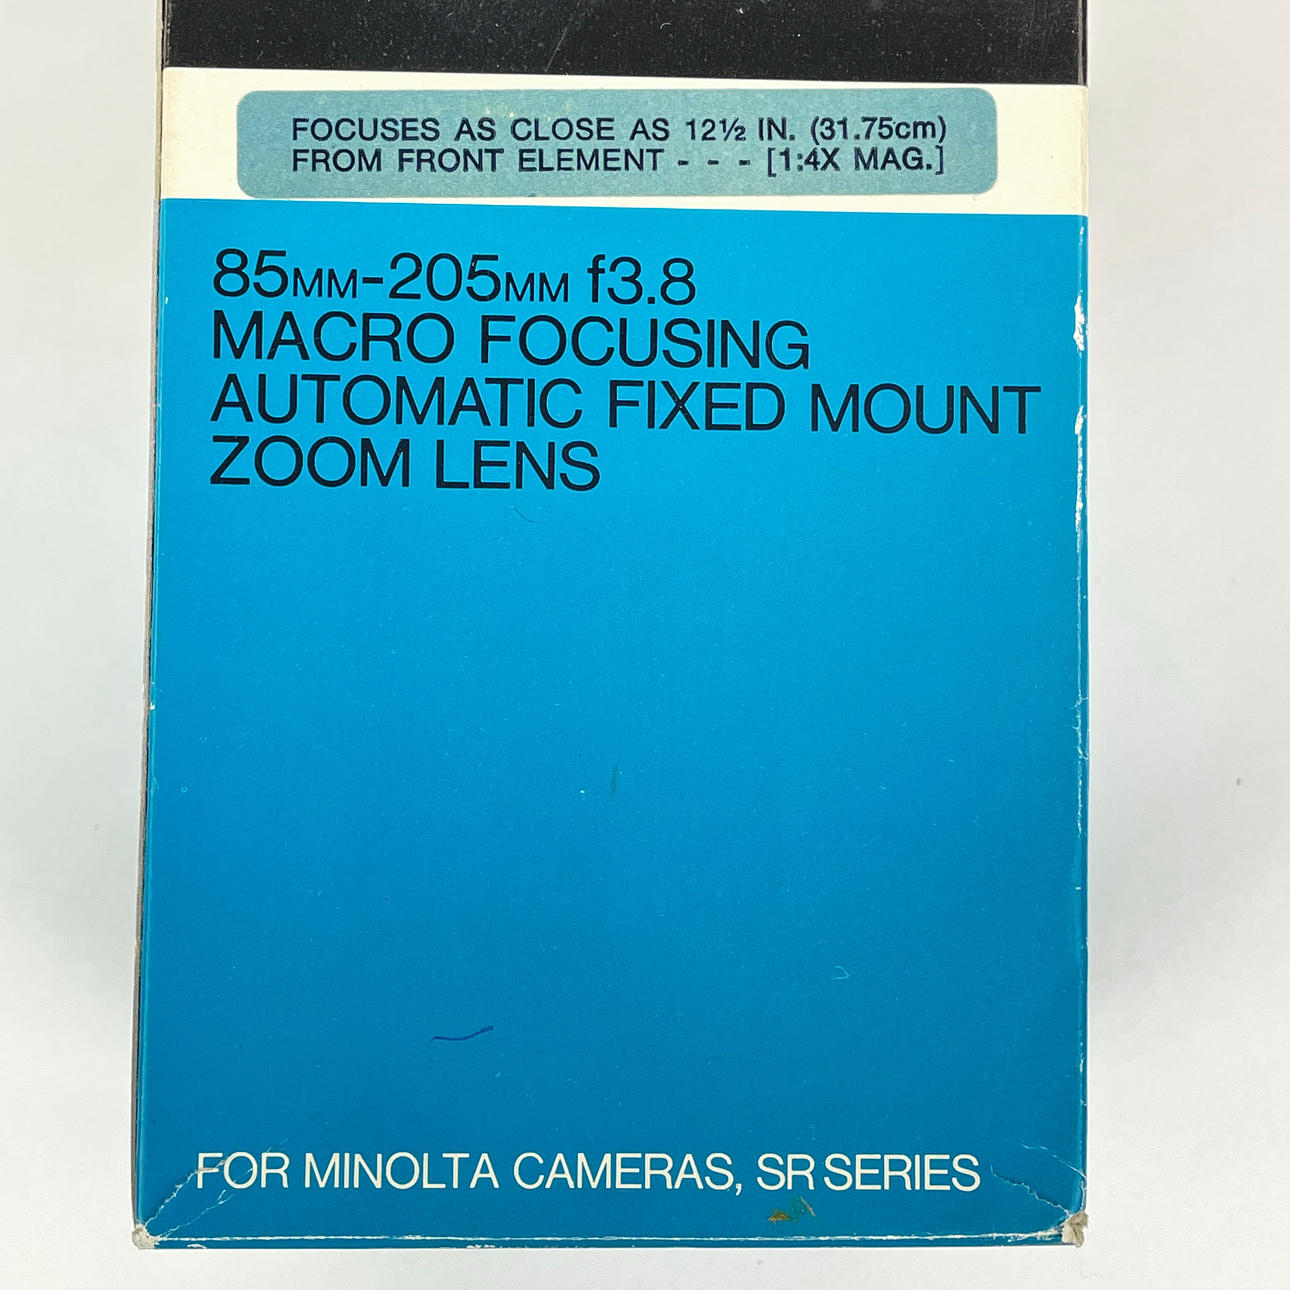 FOCUSES AS CLOSE AS 12½ IN. (31.75cm)
FROM FRONT ELEMENT - - - [1:4X MAG.]
85MM-205MM f3.8
MACRO FOCUSING
AUTOMATIC FIXED MOUNT
ZOOM LENS
FOR MINOLTA CAMERAS, SR SERIES